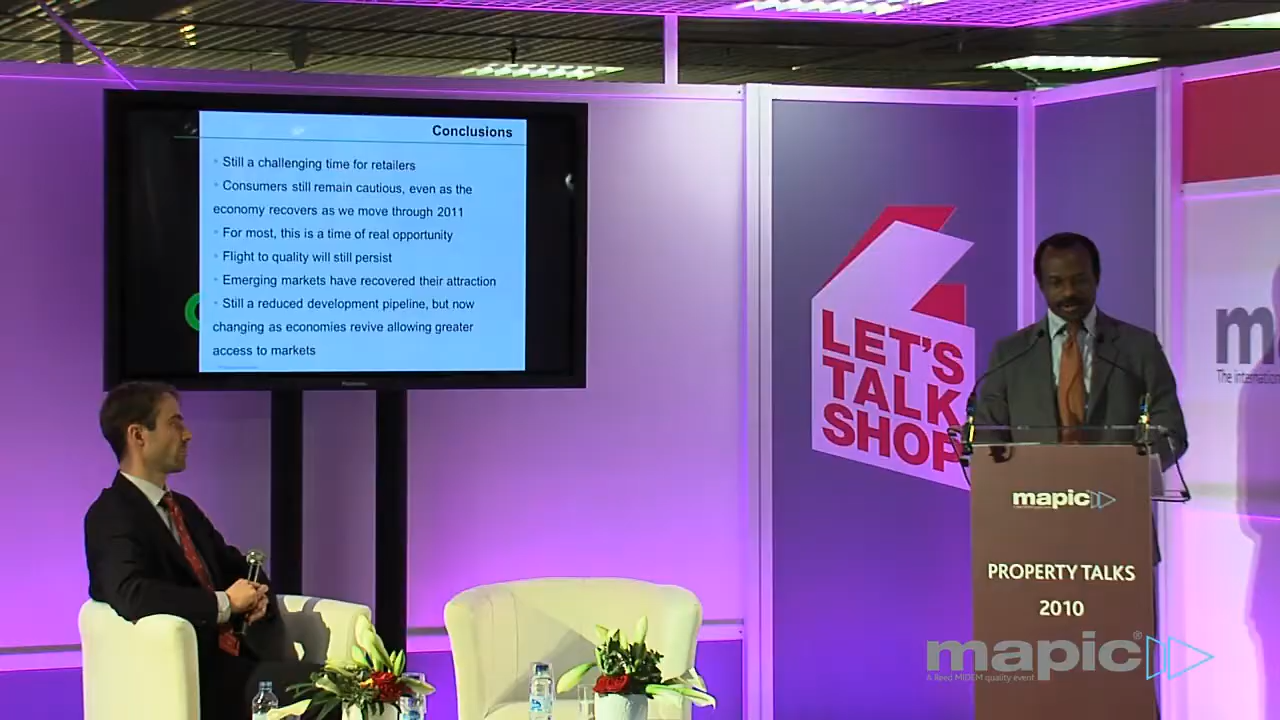 Conclusions
Still a challenging time for retailers
Consumers still remain cautious, even as the
economy recovers as we move through 2011
For most, this is a time of real opportunity
Flight to quality will still persist
Emerging markets have recovered their attraction
Still a reduced development pipeline, but now
changing as economies revive allowing greater
access to markets
LET'S
TALK
SHOP
m
The internation
mapic
PROPERTY TALKS
2010
mapic®
A Reed MIDEM quality event